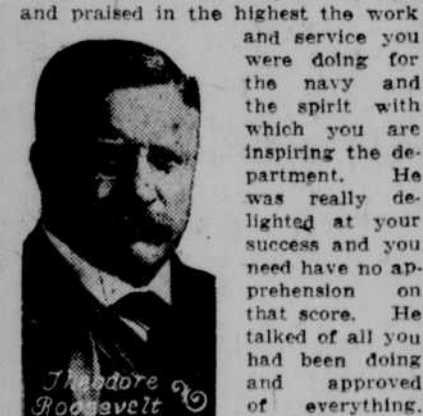 and praised in the highest the work
and service you
were doing for
the navy and
the spirit with
which you are
inspiring the de-
partment. He
was really de-
lighted at your
success and you
need have no ap-
prehension on
that score. He
talked of all you
had been doing
and approved
of everything.
Theodore
Roosevelt